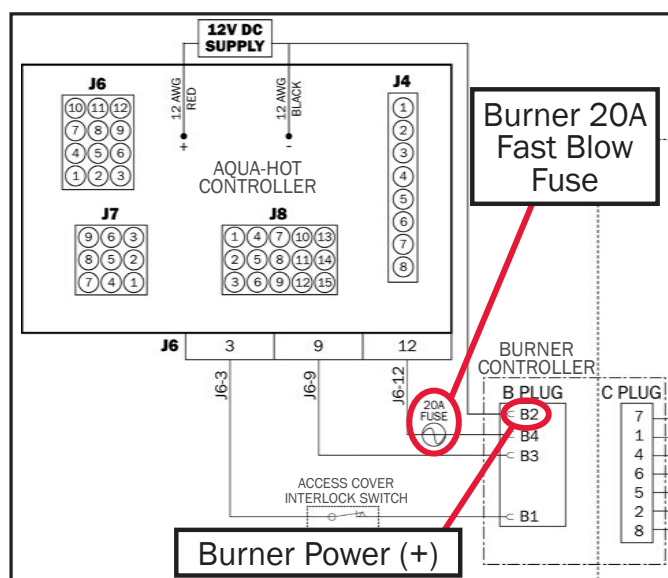 12V DC
SUPPLY
J6
10 11 12
7 8 9
4 5 6
1 2 3
12 AWG
RED
12 AWG
BLACK
+
-
J4
1
2
3
4
5
6
7
8
AQUA-HOT
CONTROLLER
J7
9 6 3
8 5 2
7 4 1
J8
1 4 7 10 13
2 5 8 11 14
3 6 9 12 15
Burner 20A
Fast Blow
Fuse
J6 3 9 12
J6-3
J6-9
J6-12
20A
FUSE
BURNER
CONTROLLER
B PLUG
B2
B4
B3
B1
C PLUG
7
1
4
6
5
2
8
ACCESS COVER
INTERLOCK SWITCH
Burner Power (+)